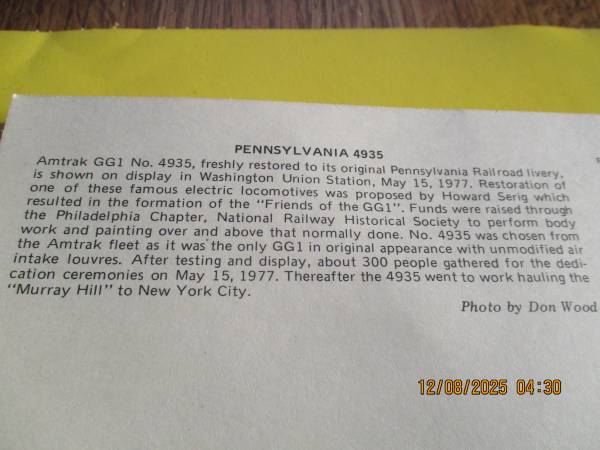 PENNSYLVANIA 4935
Amtrak GG1 No. 4935, freshly restored to its original Pennsylvania Railroad livery,
is shown on display in Washington Union Station, May 15, 1977. Restoration of
one of these famous electric locomotives was proposed by Howard Serig which
resulted in the formation of the "Friends of the GG1". Funds were raised through
the Philadelphia Chapter, National Railway Historical Society to perform body
work and painting over and above that normally done. No. 4935 was chosen from
the Amtrak fleet as it was the only GG1 in original appearance with unmodified air
intake louvres. After testing and display, about 300 people gathered for the dedi-
cation ceremonies on May 15, 1977. Thereafter the 4935 went to work hauling the
"Murray Hill" to New York City.
Photo by Don Wood
12/08/2025 04:30